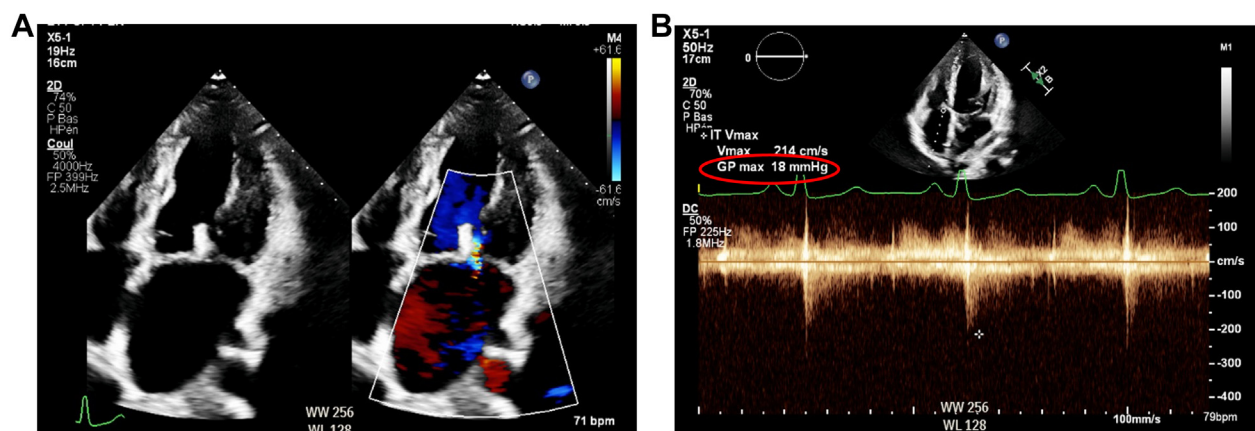 A
X5-1
19Hz
16cm
2D
74%
C 50
P Bas
HPén
Coul
50%
4000Hz
FP 399Hz
2.5MHz
M4
+61.6
-61.6
cm/s
P
WW 256
WL 128
71 bpm
B
X5-1
50Hz
17cm
2D
70%
C 50
P Bas
HPén
0
P
X2
B
M1
IT Vmax
Vmax 214 cm/s
GP max 18 mmHg
DC
50%
FP 225Hz
1.8MHz
200
100
cm/s
-100
-200
-300
-400
WW 256
WL 128
100mm/s
79bpm